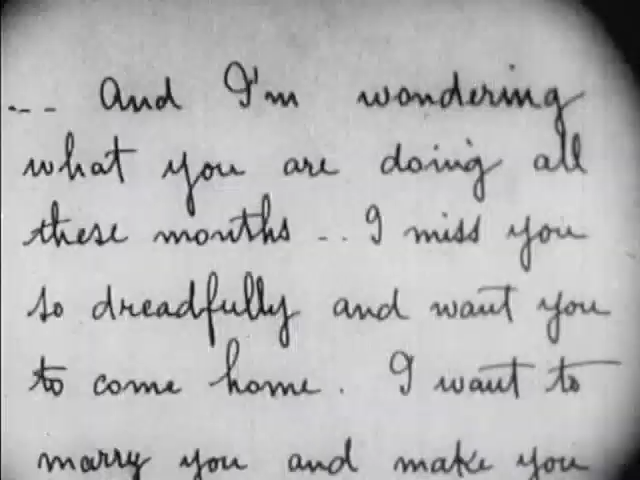 ... And I'm wondering
what you are doing all
these months ... I miss you
so dreadfully and want you
to come home. I want to
marry you and make you